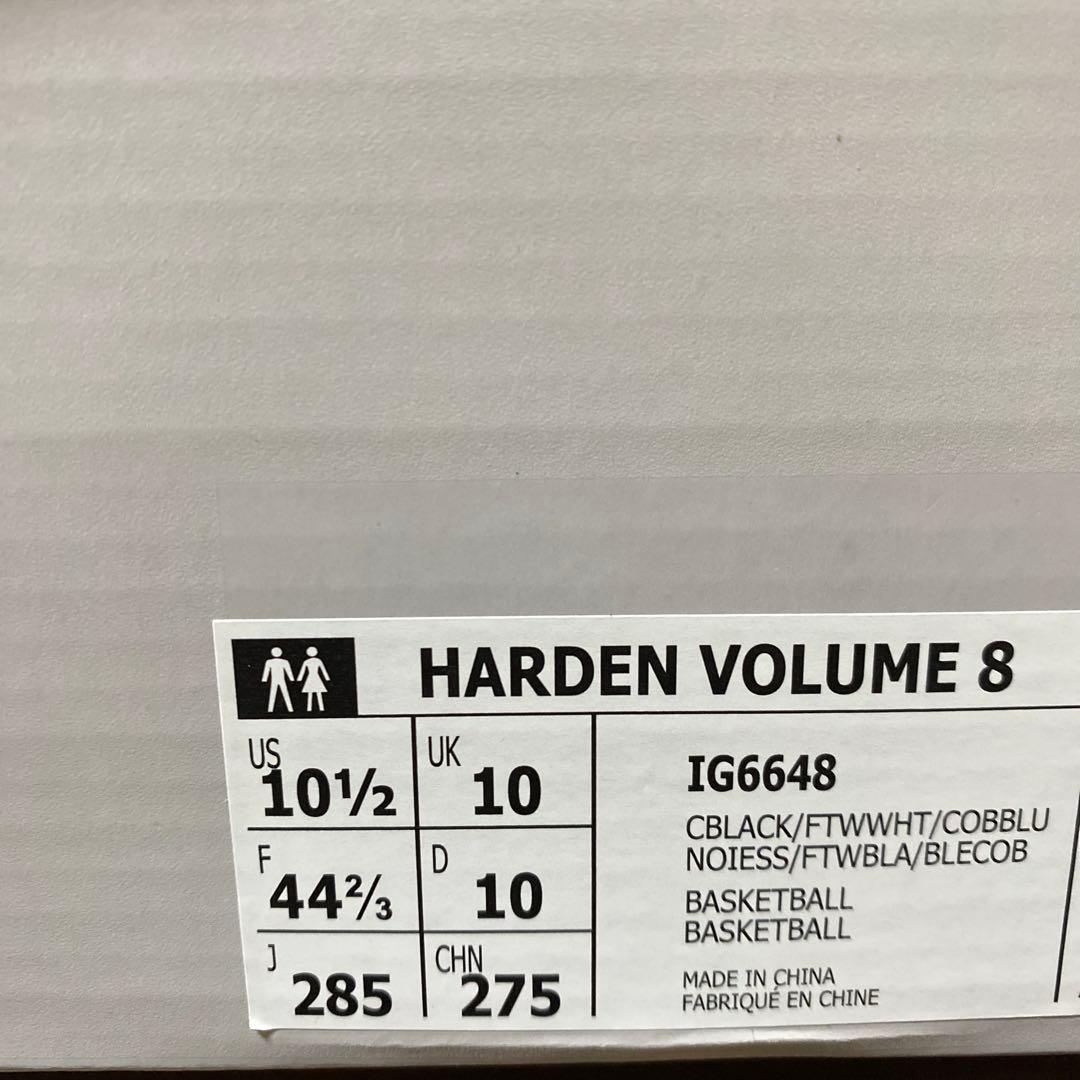 HARDEN VOLUME 8
US 10½
UK 10
F 44⅔
D 10
J 285
CHN 275
IG6648
CBLACK/FTWWHT/COBBLU
NOIESS/FTWBLA/BLECOB
BASKETBALL
BASKETBALL
MADE IN CHINA
FABRIQUÉ EN CHINE